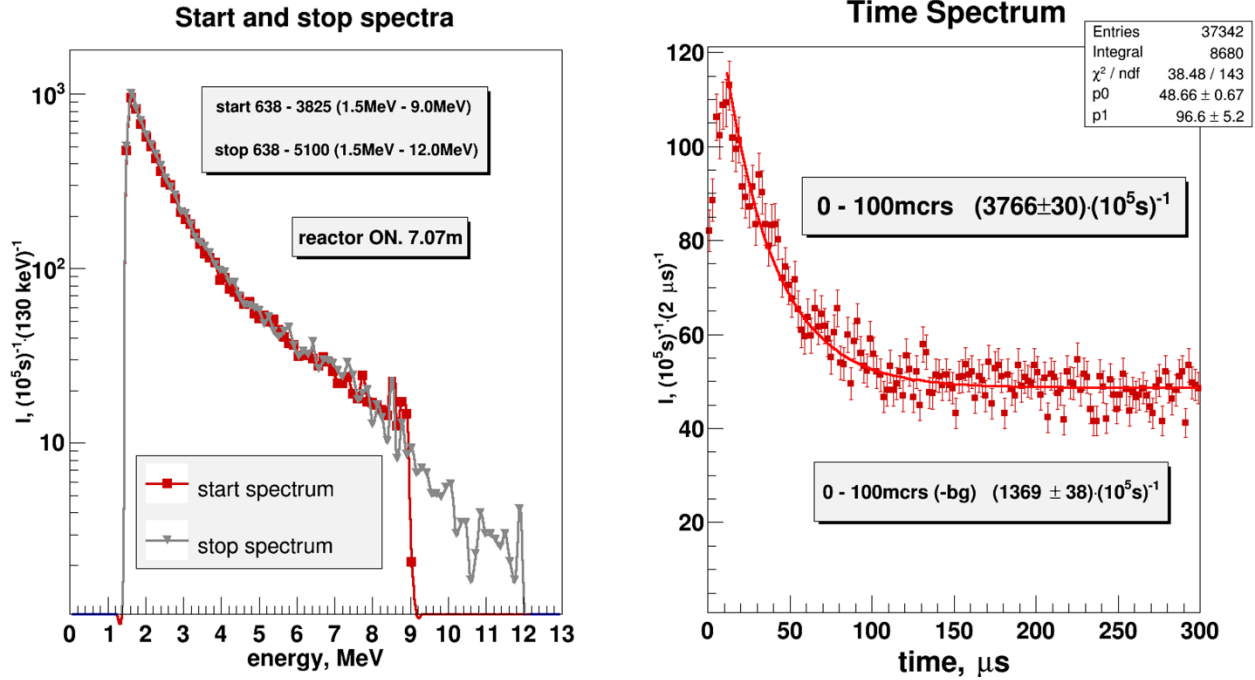 Start and stop spectra
start 638 - 3825 (1.5MeV - 9.0MeV)
stop 638 - 5100 (1.5MeV - 12.0MeV)
reactor ON. 7.07m
start spectrum
stop spectrum
I, (10⁵s)⁻¹·(130 keV)⁻¹
10³
10²
10
0 1 2 3 4 5 6 7 8 9 10 11 12 13
energy, MeV
Time Spectrum
Entries 37342
Integral 8680
χ² / ndf 38.48 / 143
p0 48.66 ± 0.67
p1 96.6 ± 5.2
0 - 100mcrs (3766±30)·(10⁵s)⁻¹
0 - 100mcrs (-bg) (1369 ± 38)·(10⁵s)⁻¹
I, (10⁵s)⁻¹·(2 μs)⁻¹
120
100
80
60
40
20
0 50 100 150 200 250 300
time, μs